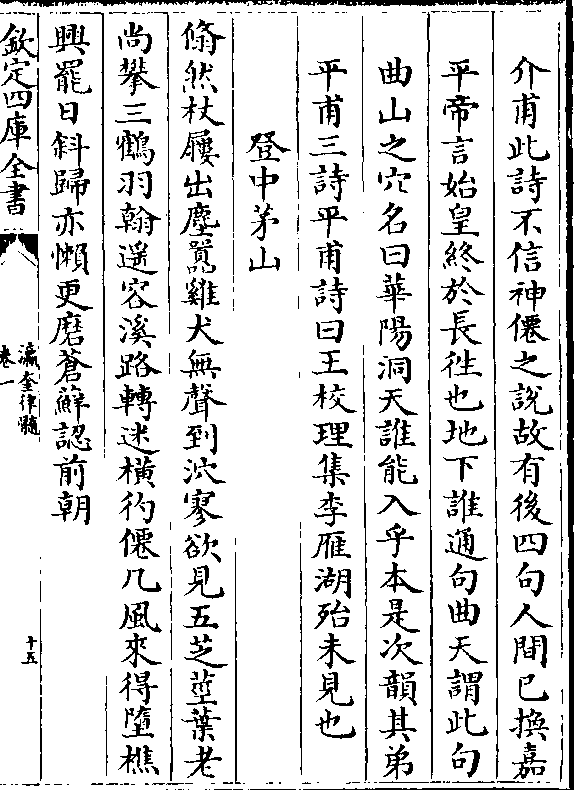 介甫此詩不信神僊之說故有後四句人間已換嘉
平帝言始皇終於長徃也地下誰通句曲天謂此句
曲山之穴名曰華陽洞天誰能入乎本是次韻其弟
平甫三詩平甫詩曰王校理集李雁湖殆未見也
登中茅山
翛然杖屨出塵囂雞犬無聲到泬寥欲見五芝莖葉老
尚攀三鶴羽翰遥容溪路轉迷横彴僊几風來得墮樵
興罷日斜歸亦懶更磨蒼蘚認前朝
欽定四庫全書
瀛奎律髓
卷一
十五